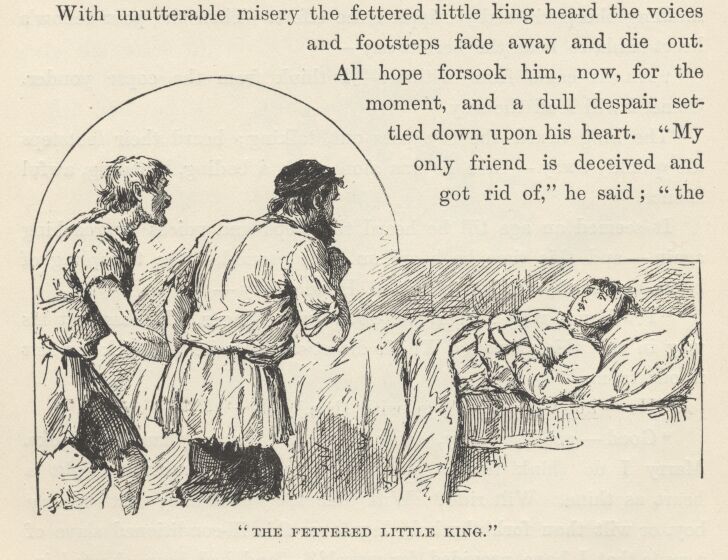 With unutterable misery the fettered little king heard the voices
and footsteps fade away and die out.
All hope forsook him, now, for the
moment, and a dull despair set-
tled down upon his heart. "My
only friend is deceived and
got rid of," he said; "the
"THE FETTERED LITTLE KING."